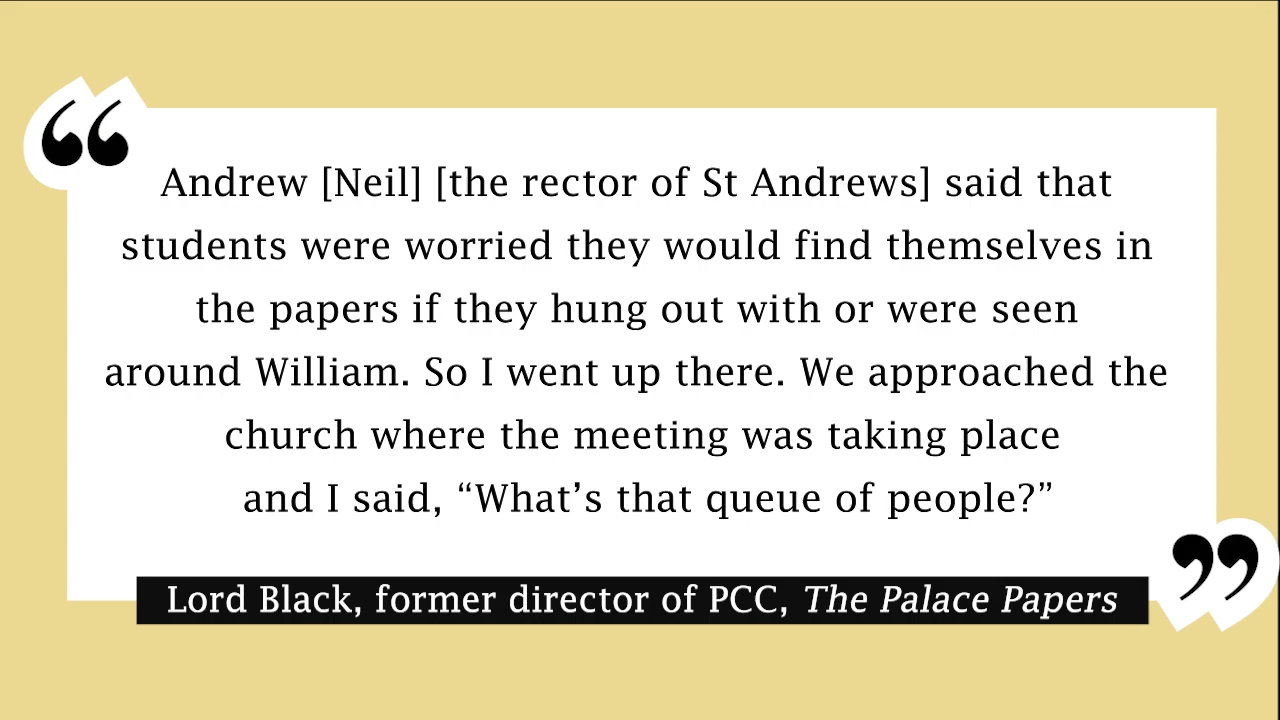 Andrew [Neil] [the rector of St Andrews] said that
students were worried they would find themselves in
the papers if they hung out with or were seen
around William. So I went up there. We approached the
church where the meeting was taking place
and I said, “What’s that queue of people?”
Lord Black, former director of PCC, The Palace Papers